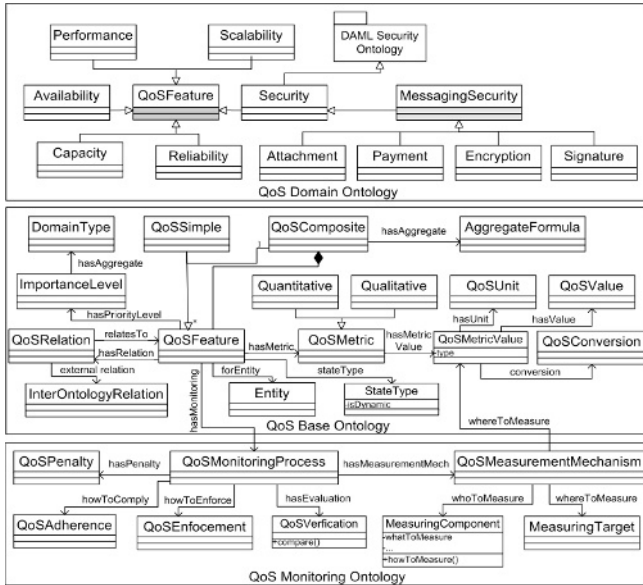 Performance
Scalability
DAML Security
Ontology
Availability
QoSFeature
Security
MessagingSecurity
Capacity
Reliability
Attachment
Payment
Encryption
Signature
QoS Domain Ontology
DomainType
QoSSimple
QoSComposite
hasAggregate
AggregateFormula
hasAggregate
ImportanceLevel
Quantitative
Qualitative
QoSUnit
QoSValue
hasPriorityLevel
*
hasUnit
hasValue
QoSRelation
relatesTo
QoSFeature
hasMetric
QoSMetric
hasMetric
Value
QoSMetricValue
type
QoSConversion
hasRelation
external relation
forEntity
stateType
conversion
InterOntologyRelation
hasMonitoring
Entity
StateType
-isDynamic
QoS Base Ontology
whereToMeasure
QoSPenalty
hasPenalty
QoSMonitoringProcess
hasMeasurementMech
QoSMeasurementMechanism
howToComply
howToEnforce
hasEvaluation
whoToMeasure
whereToMeasure
QoSAdherence
QoSEnfocement
QoSVerfication
+compare()
MeasuringComponent
-whatToMeasure
-...
+howToMeasure()
MeasuringTarget
QoS Monitoring Ontology